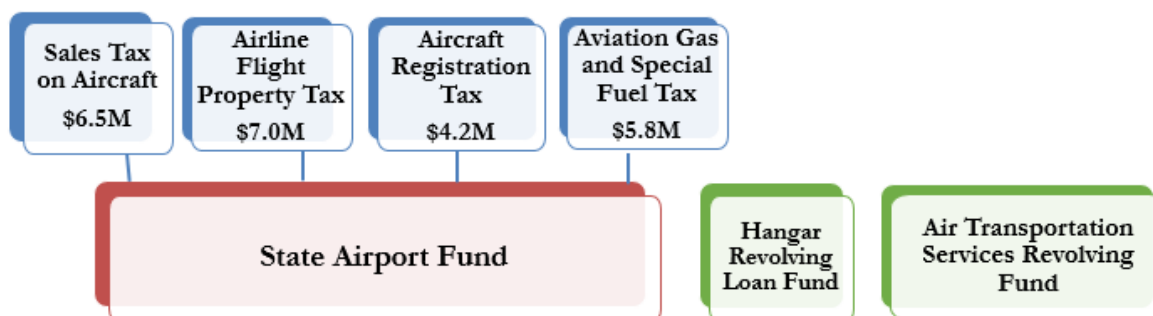 Sales Tax
on Aircraft
$6.5M
Airline
Flight
Property Tax
$7.0M
Aircraft
Registration
Tax
$4.2M
Aviation Gas
and Special
Fuel Tax
$5.8M
State Airport Fund
Hangar
Revolving
Loan Fund
Air Transportation
Services Revolving
Fund